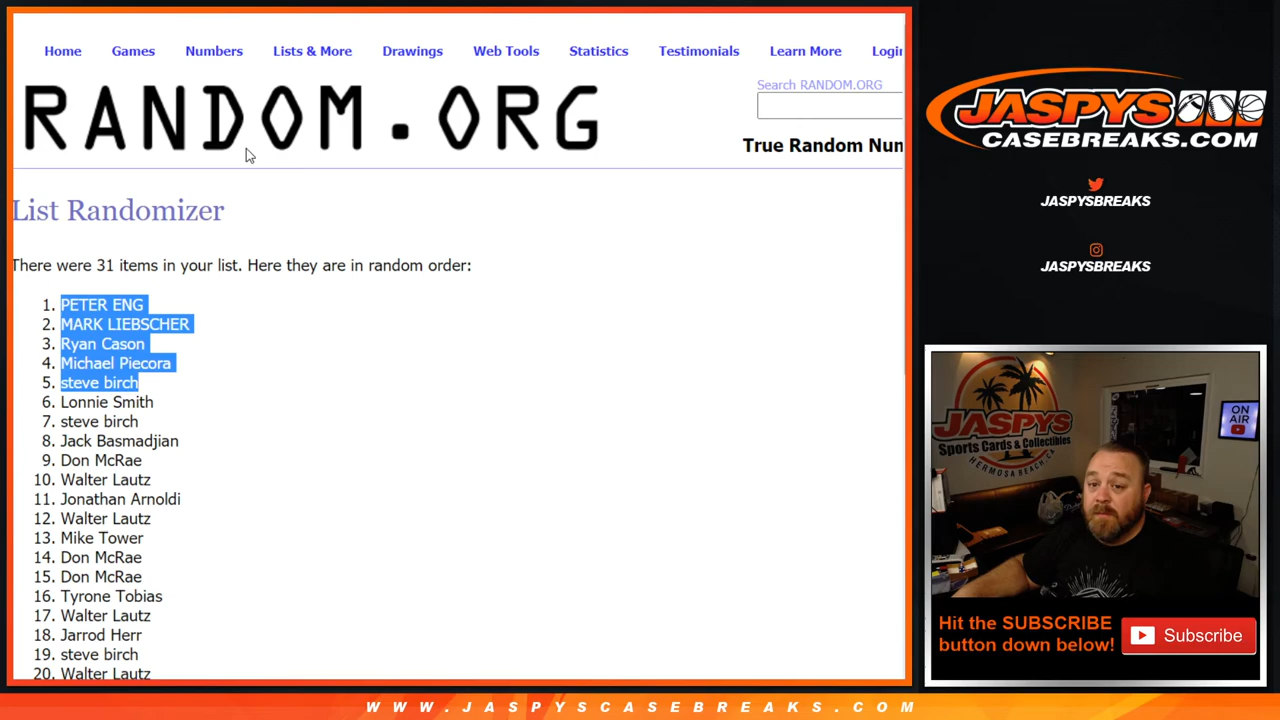 Home Games Numbers Lists & More Drawings Web Tools Statistics Testimonials Learn More Login
RANDOM.ORG
Search RANDOM.ORG
True Random Num
List Randomizer
There were 31 items in your list. Here they are in random order:
1. PETER ENG
2. MARK LIEBSCHER
3. Ryan Cason
4. Michael Piecora
5. steve birch
6. Lonnie Smith
7. steve birch
8. Jack Basmadjian
9. Don McRae
10. Walter Lautz
11. Jonathan Arnoldi
12. Walter Lautz
13. Mike Tower
14. Don McRae
15. Don McRae
16. Tyrone Tobias
17. Walter Lautz
18. Jarrod Herr
19. steve birch
20. Walter Lautz
JASPYS
CASEBREAKS.COM
JASPYSBREAKS
JASPYSBREAKS
JASPYS
Sports Cards & Collectibles
HERMOSA BEACH, CA
ON
AIR
Hit the SUBSCRIBE
button down below!
Subscribe
WWW.JASPYSCASEBREAKS.COM